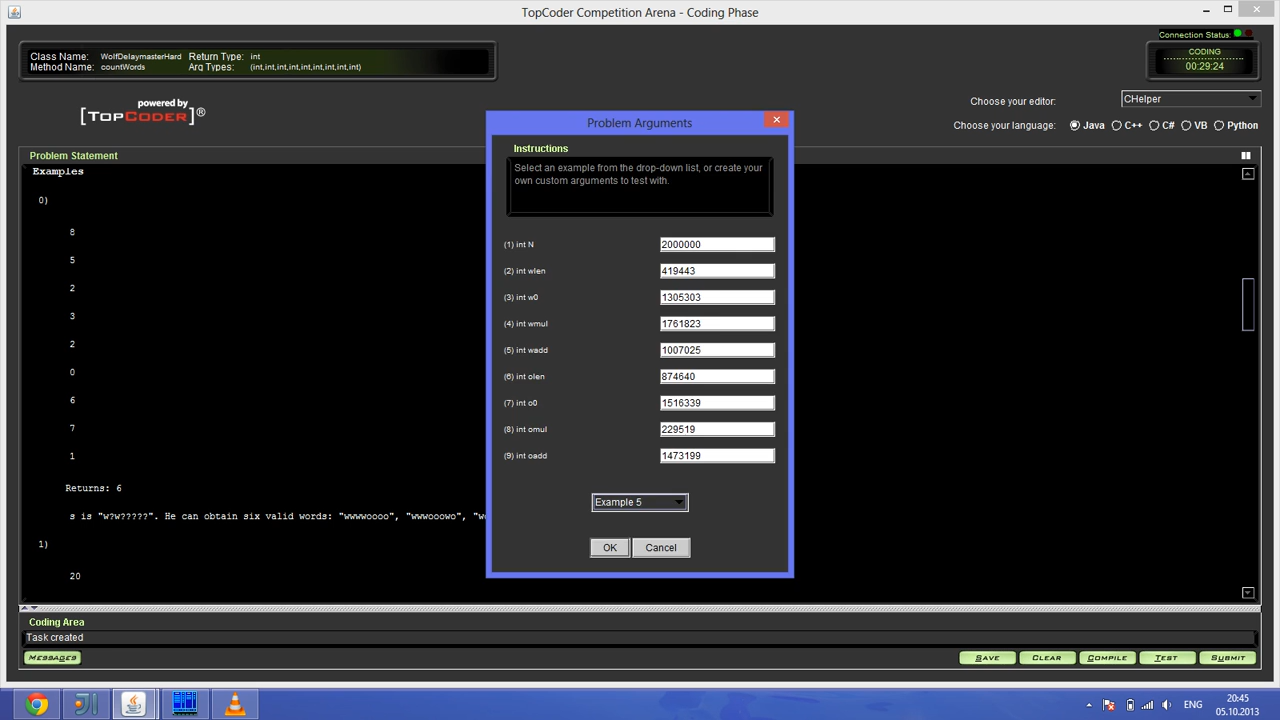 TopCoder Competition Arena - Coding Phase
Connection Status:
Class Name: WolfDelaymasterHard Return Type: int
Method Name: countWords Arg Types: (int,int,int,int,int,int,int,int,int)
CODING
00:29:24
powered by
[TOPCODER]®
Choose your editor: CHelper
Choose your language: Java C++ C# VB Python
Problem Statement
Examples
0)
8
5
2
3
2
0
6
7
1
Returns: 6
s is "w?w?????". He can obtain six valid words: "wwwwoooo", "wwwooowo", "w
1)
20
Problem Arguments
Instructions
Select an example from the drop-down list, or create your
own custom arguments to test with.
(1) int N 2000000
(2) int wlen 419443
(3) int w0 1305303
(4) int wmul 1761823
(5) int wadd 1007025
(6) int olen 874640
(7) int o0 1516339
(8) int omul 229519
(9) int oadd 1473199
Example 5
OK Cancel
Coding Area
Task created
MESSAGES SAVE CLEAR COMPILE TEST SUBMIT
ENG
20:45
05.10.2013